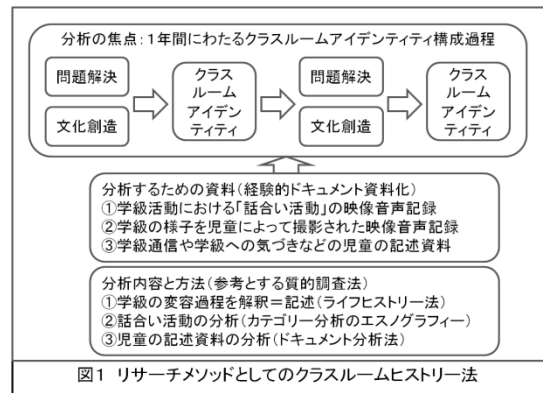 分析の焦点：１年間にわたるクラスルームアイデンティティ構成過程
問題解決
文化創造
クラス
ルーム
アイデン
ティティ
問題解決
文化創造
クラス
ルーム
アイデン
ティティ
分析するための資料（経験的ドキュメント資料化）
①学級活動における「話合い活動」の映像音声記録
②学級の様子を児童によって撮影された映像音声記録
③学級通信や学級への気づきなどの児童の記述資料
分析内容と方法（参考とする質的調査法）
①学級の変容過程を解釈＝記述（ライフヒストリー法）
②話合い活動の分析（カテゴリー分析のエスノグラフィー）
③児童の記述資料の分析（ドキュメント分析法）
図１ リサーチメソッドとしてのクラスルームヒストリー法